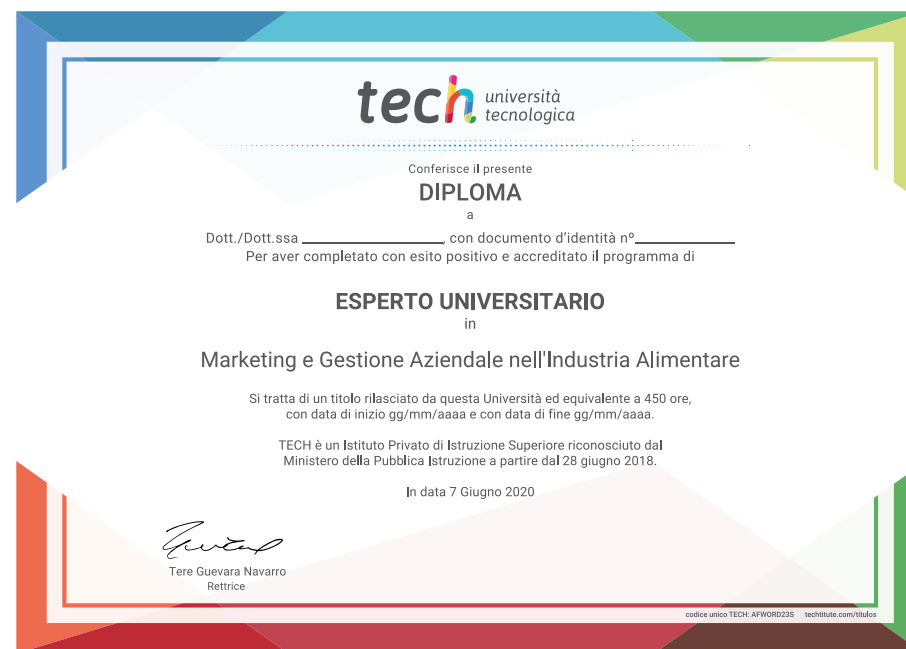 tech università
tecnologica
Conferisce il presente
DIPLOMA
a
Dott./Dott.ssa ____________________, con documento d'identità nº______________
Per aver completato con esito positivo e accreditato il programma di
ESPERTO UNIVERSITARIO
in
Marketing e Gestione Aziendale nell'Industria Alimentare
Si tratta di un titolo rilasciato da questa Università ed equivalente a 450 ore,
con data di inizio gg/mm/aaaa e con data di fine gg/mm/aaaa.
TECH è un Istituto Privato di Istruzione Superiore riconosciuto dal
Ministero della Pubblica Istruzione a partire dal 28 giugno 2018.
In data 7 Giugno 2020
Tere Guevara Navarro
Rettrice
codice unico TECH: AFWORD23S techtitute.com/titulos